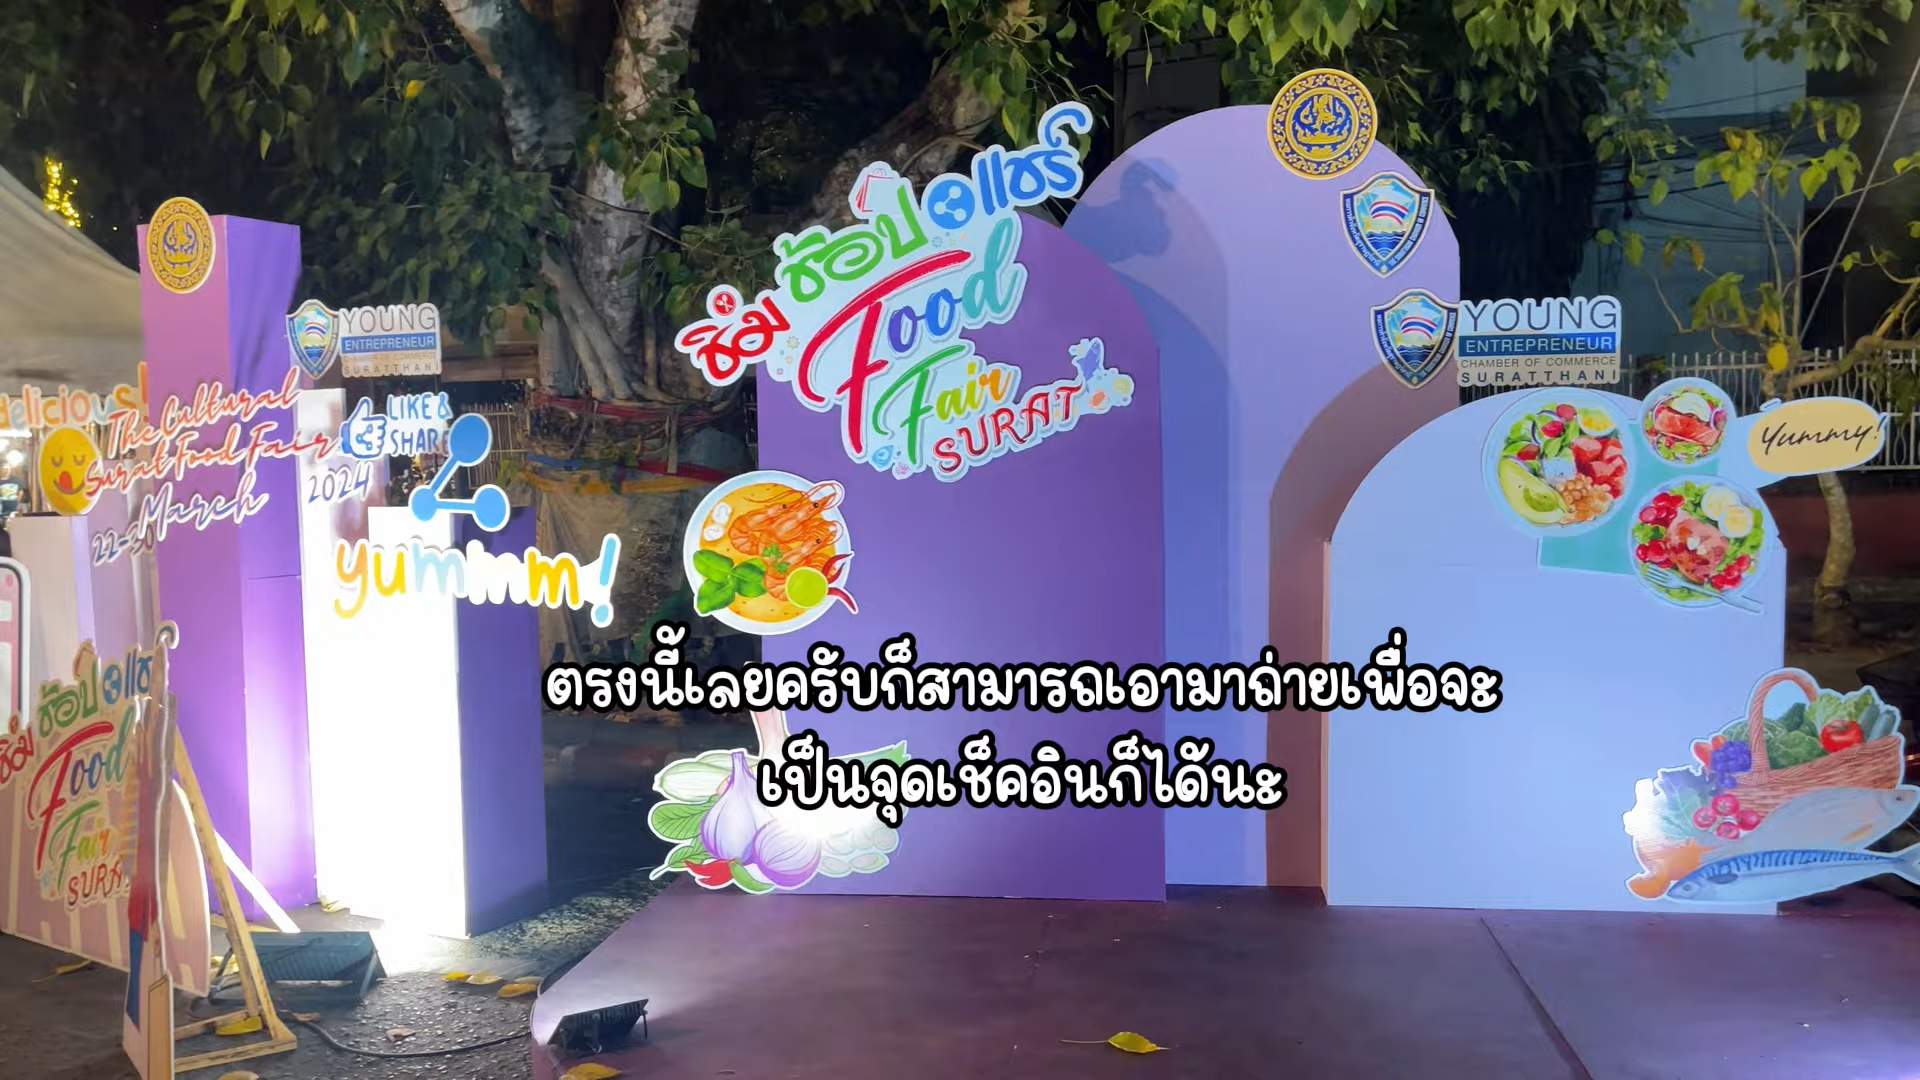 ชิม ช้อป แชร์
Food
Fair
SURAT
YOUNG
ENTREPRENEUR
CHAMBER OF COMMERCE
SURATTHANI
Yummy!
YOUNG
ENTREPRENEUR
CHAMBER OF COMMERCE
SURATTHANI
delicious!
The Cultural
Surat Food Fair
March
2024
LIKE &
SHARE
yummm!
ชิม ช้อป แชร์
Food
Fair
SURAT
ตรงนี้เลยครับก็สามารถเอามาถ่ายเพื่อจะ
เป็นจุดเช็คอินก็ได้นะ